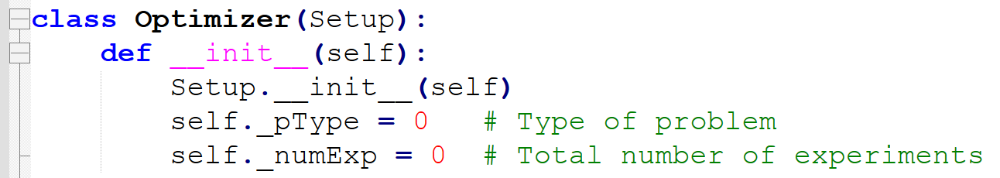 class Optimizer(Setup):
    def __init__(self):
        Setup.__init__(self)
        self._pType = 0   # Type of problem
        self._numExp = 0  # Total number of experiments